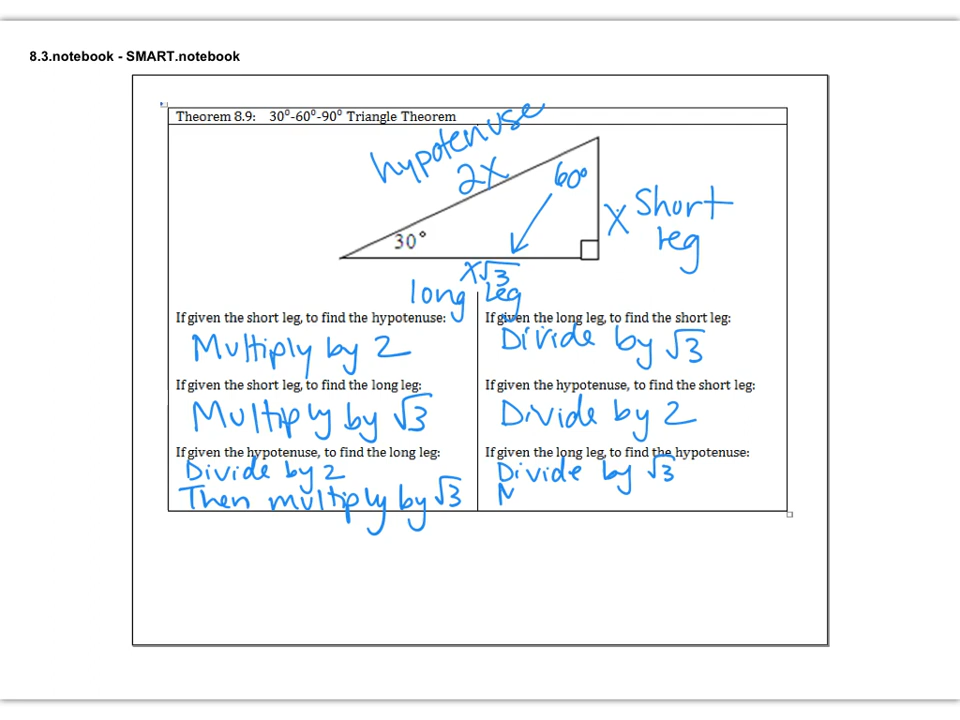 8.3.notebook - SMART.notebook
Theorem 8.9: 30°-60°-90° Triangle Theorem
hypotenuse
2x
60°
x short
leg
30°
x√3
long leg
If given the short leg, to find the hypotenuse:
Multiply by 2
If given the long leg, to find the short leg:
Divide by √3
If given the short leg, to find the long leg:
Multiply by √3
If given the hypotenuse, to find the short leg:
Divide by 2
If given the hypotenuse, to find the long leg:
Divide by 2
Then multiply by √3
If given the long leg, to find the hypotenuse:
Divide by √3